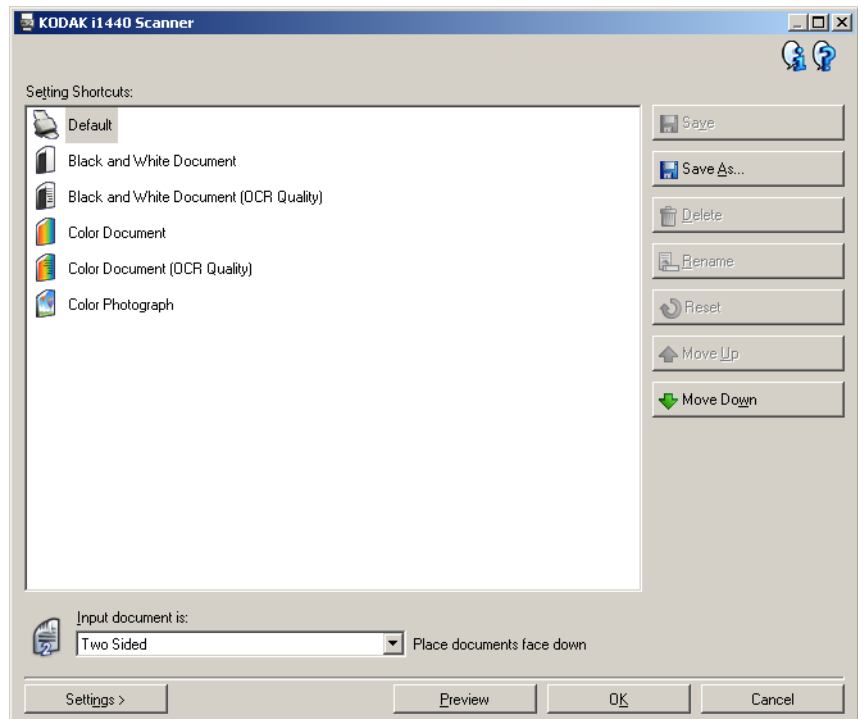 KODAK i1440 Scanner
Setting Shortcuts:
Default
Black and White Document
Black and White Document (OCR Quality)
Color Document
Color Document (OCR Quality)
Color Photograph
Save
Save As...
Delete
Rename
Reset
Move Up
Move Down
Input document is:
2
Two Sided
Place documents face down
Settings >
Preview
OK
Cancel